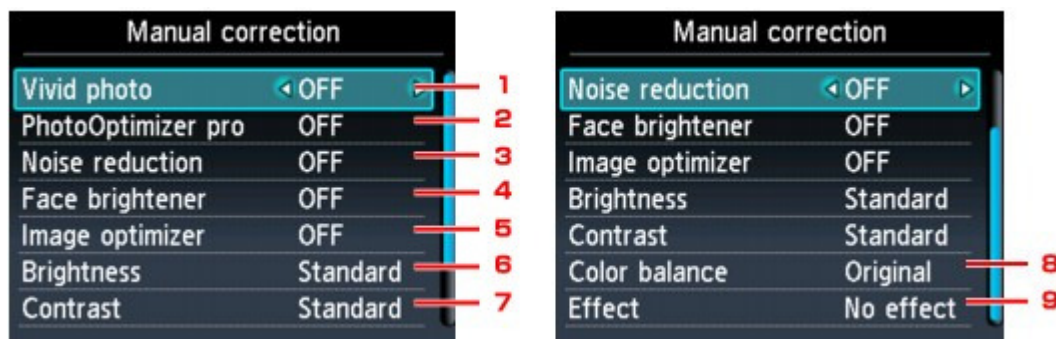 Manual correction
Vivid photo OFF 1
PhotoOptimizer pro OFF 2
Noise reduction OFF 3
Face brightener OFF 4
Image optimizer OFF 5
Brightness Standard 6
Contrast Standard 7
Manual correction
Noise reduction OFF
Face brightener OFF
Image optimizer OFF
Brightness Standard
Contrast Standard
Color balance Original 8
Effect No effect 9